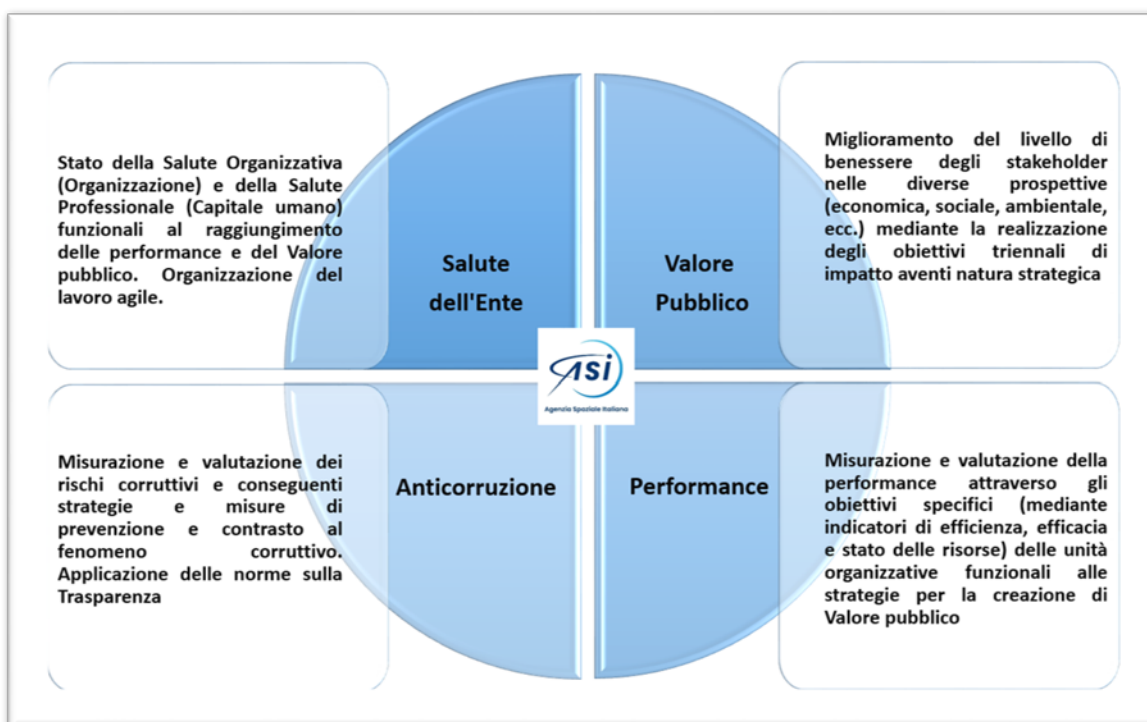 Stato della Salute Organizzativa
(Organizzazione) e della Salute
Professionale (Capitale umano)
funzionali al raggiungimento
delle performance e del Valore
pubblico. Organizzazione del
lavoro agile.
Salute
dell'Ente
Valore
Pubblico
Miglioramento del livello di
benessere degli stakeholder
nelle diverse prospettive
(economica, sociale, ambientale,
ecc.) mediante la realizzazione
degli obiettivi triennali di
impatto aventi natura strategica
ASI
Agenzia Spaziale Italiana
Misurazione e valutazione dei
rischi corruttivi e conseguenti
strategie e misure di
prevenzione e contrasto al
fenomeno corruttivo.
Applicazione delle norme sulla
Trasparenza
Anticorruzione
Performance
Misurazione e valutazione della
performance attraverso gli
obiettivi specifici (mediante
indicatori di efficienza, efficacia
e stato delle risorse) delle unità
organizzative funzionali alle
strategie per la creazione di
Valore pubblico